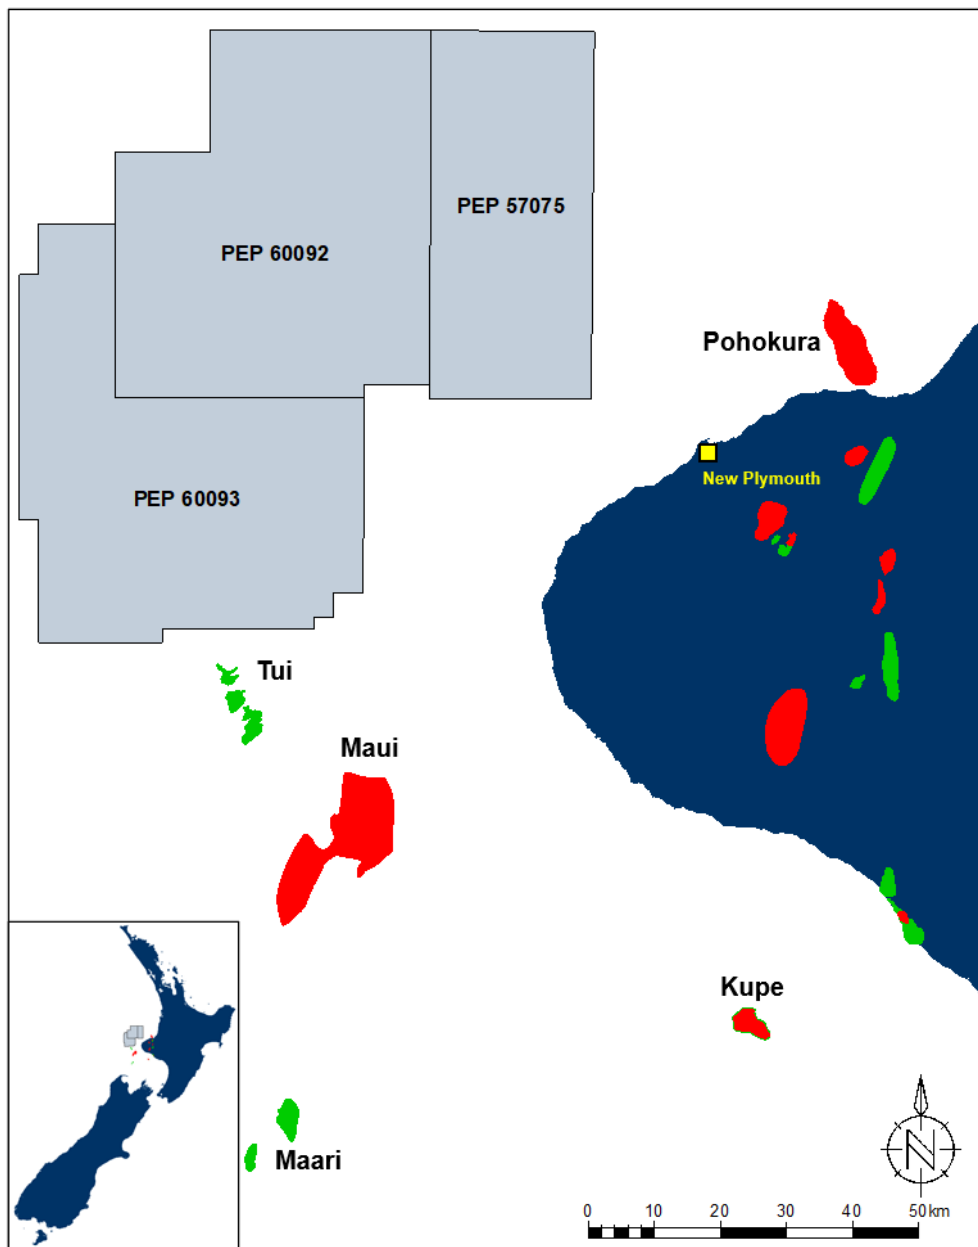 PEP 57075
PEP 60092
Pohokura
New Plymouth
PEP 60093
Tui
Maui
Kupe
Maari
N
0 10 20 30 40 50 km